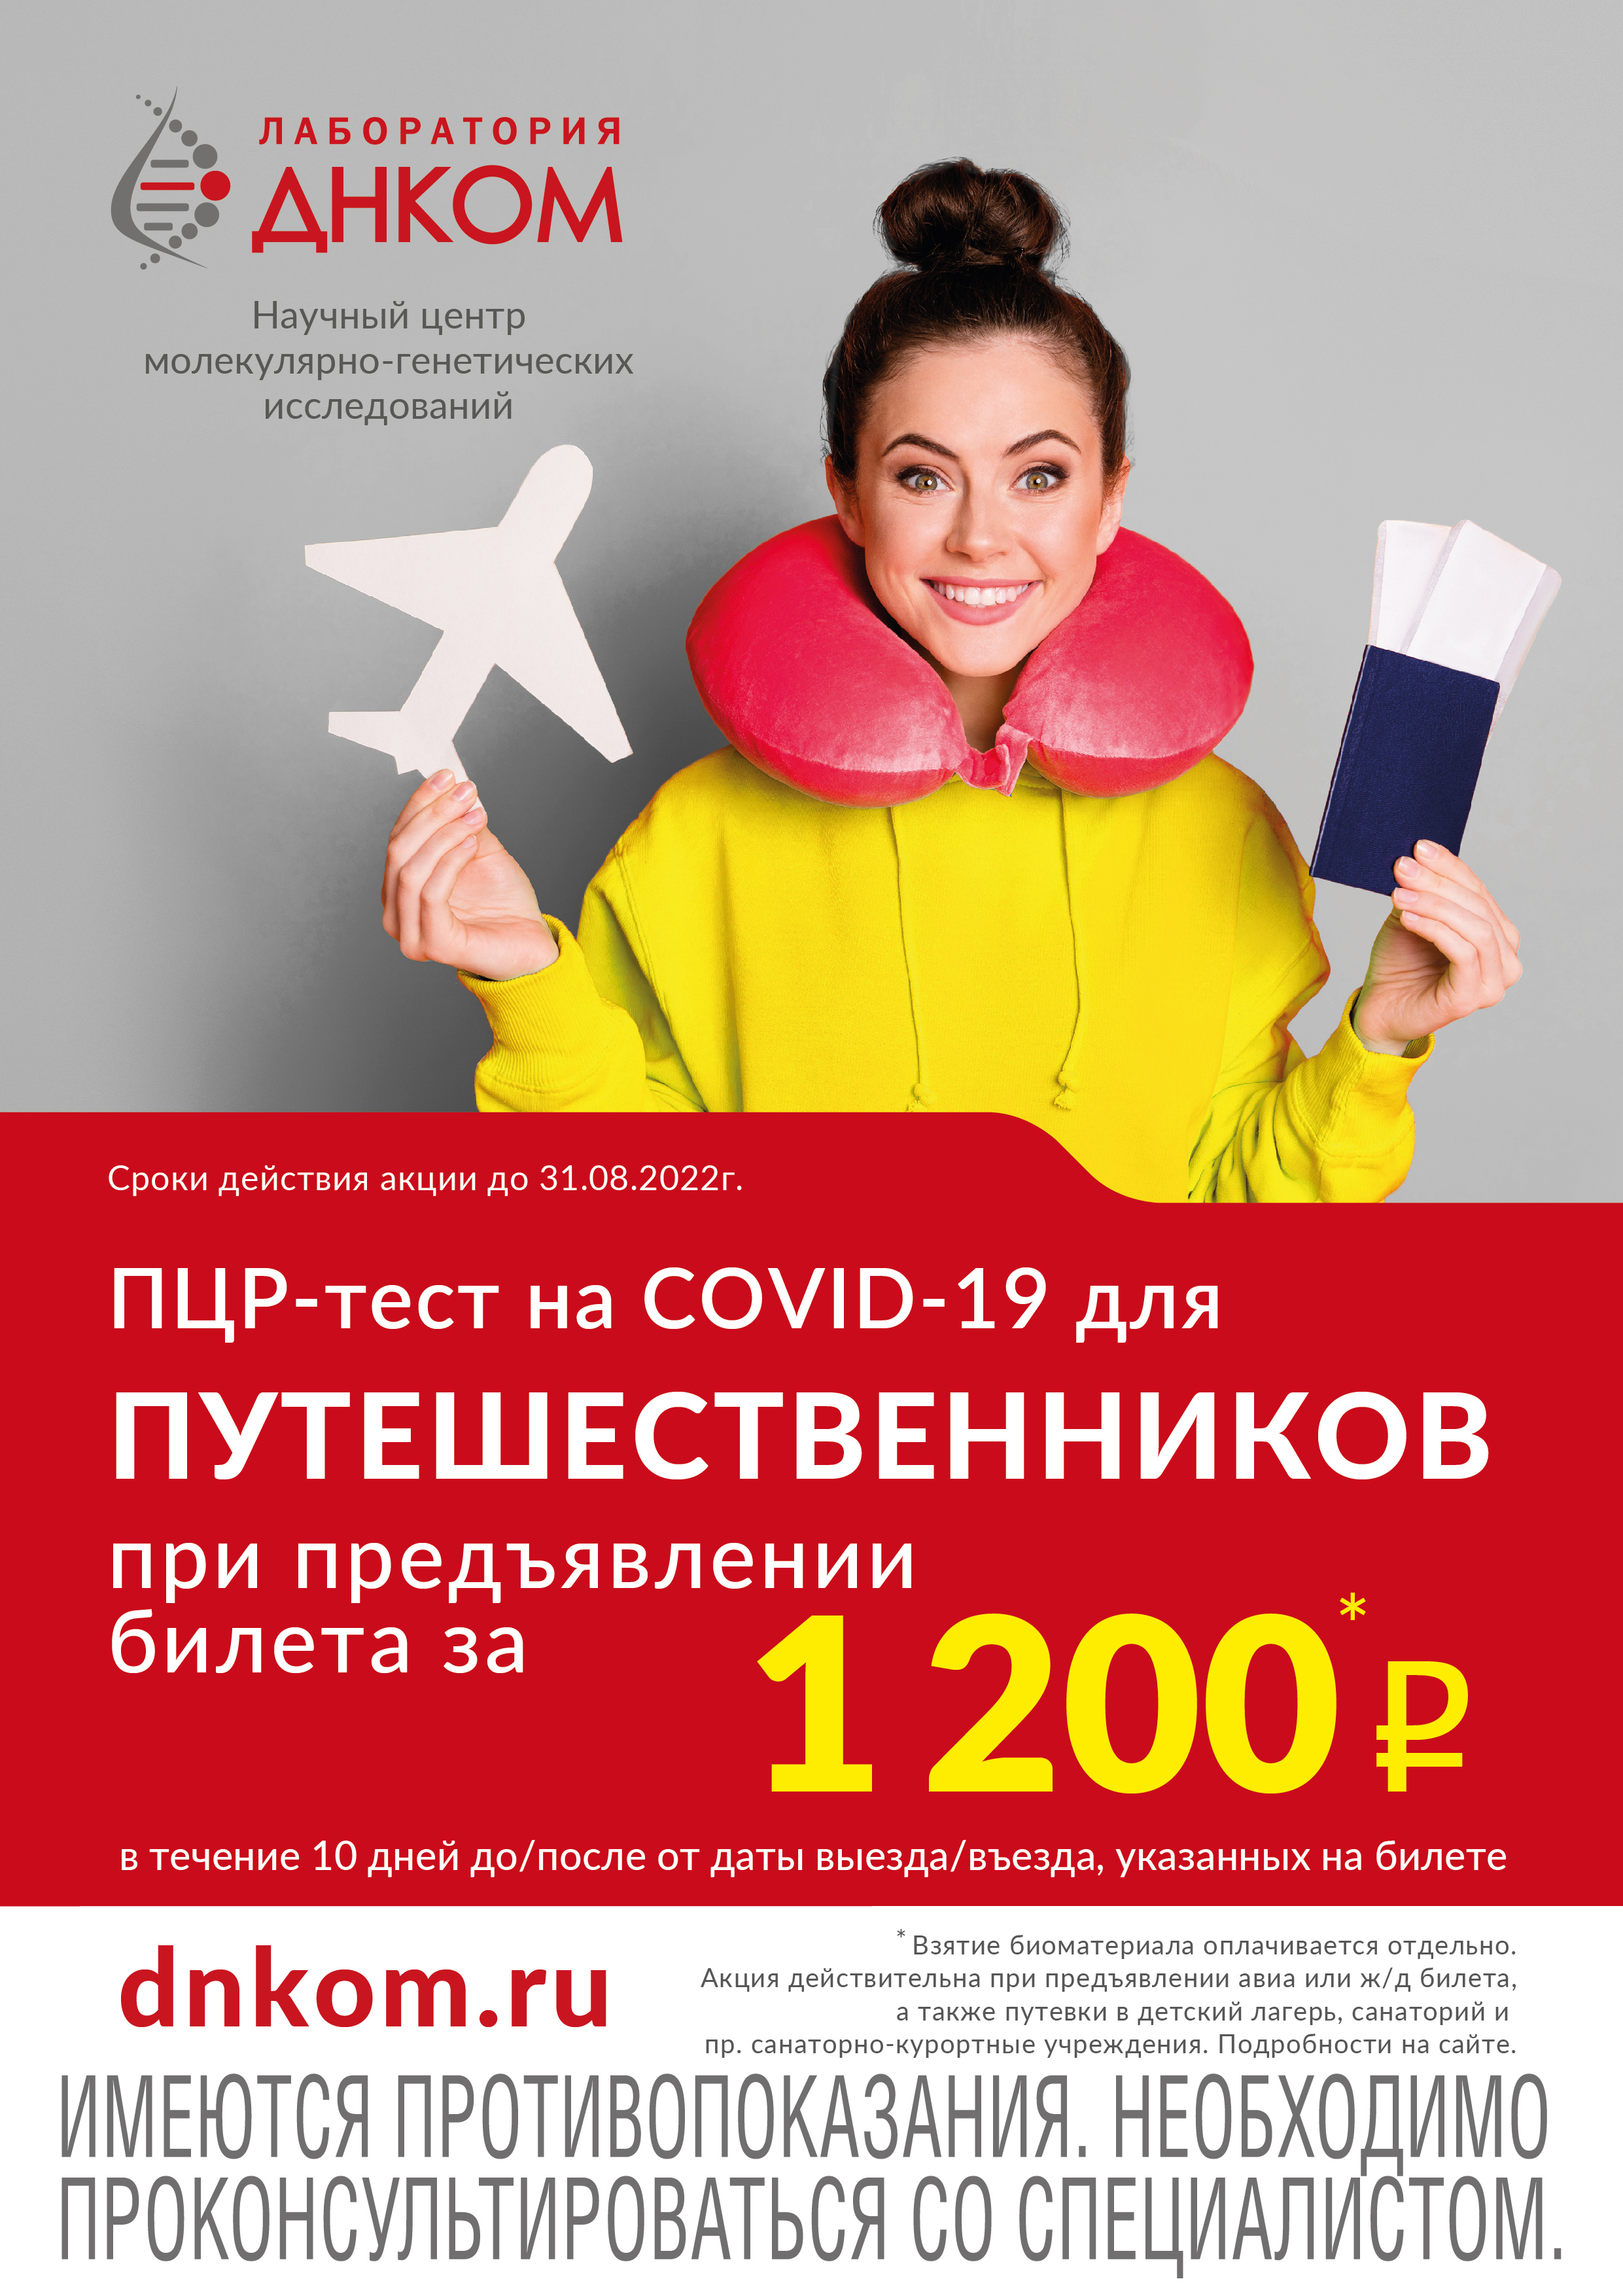 ЛАБОРАТОРИЯ
ДНКОМ
Научный центр
молекулярно-генетических
исследований
Сроки действия акции до 31.08.2022г.
ПЦР-тест на COVID-19 для
ПУТЕШЕСТВЕННИКОВ
при предъявлении
билета за
1 200* ₽
в течение 10 дней до/после от даты выезда/въезда, указанных на билете
dnkom.ru
* Взятие биоматериала оплачивается отдельно.
Акция действительна при предъявлении авиа или ж/д билета,
а также путевки в детский лагерь, санаторий и
пр. санаторно-курортные учреждения. Подробности на сайте.
ИМЕЮТСЯ ПРОТИВОПОКАЗАНИЯ. НЕОБХОДИМО
ПРОКОНСУЛЬТИРОВАТЬСЯ СО СПЕЦИАЛИСТОМ.